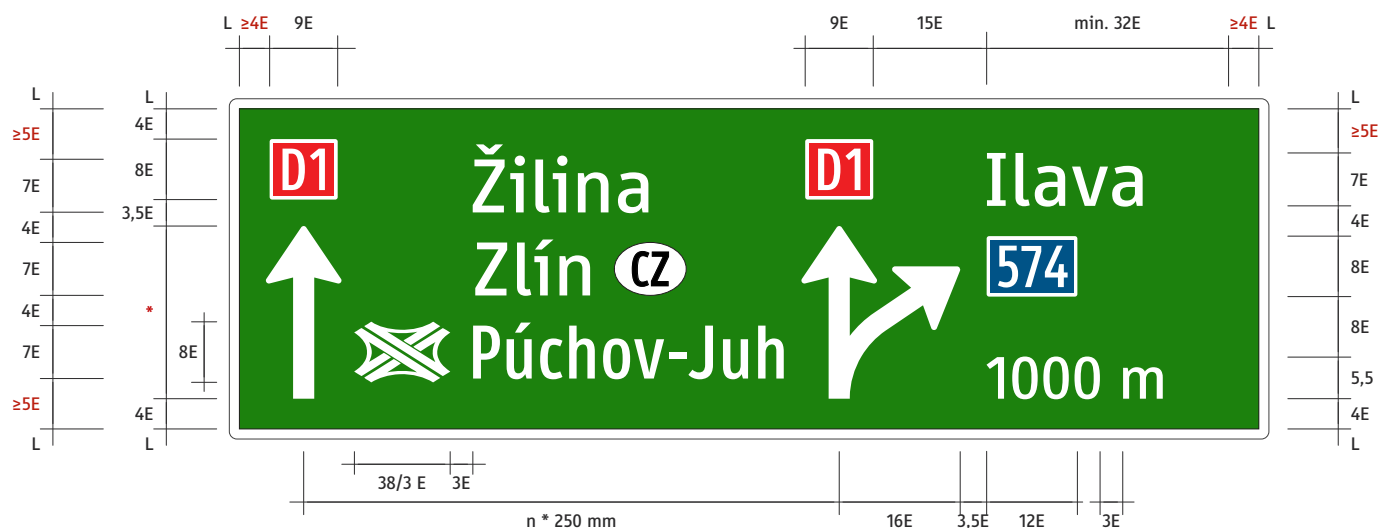 L ≥4E 9E 9E 15E min. 32E ≥4E L
L L L
≥5E 4E ≥5E
D1 Žilina D1 Ilava
7E 8E 7E
4E 3,5E 4E
7E Zlín CZ 574 8E
4E * 8E
7E 8E Púchov-Juh 1000 m 5,5
≥5E 4E 4E
L L L
38/3 E 3E
n * 250 mm 16E 3,5E 12E 3E